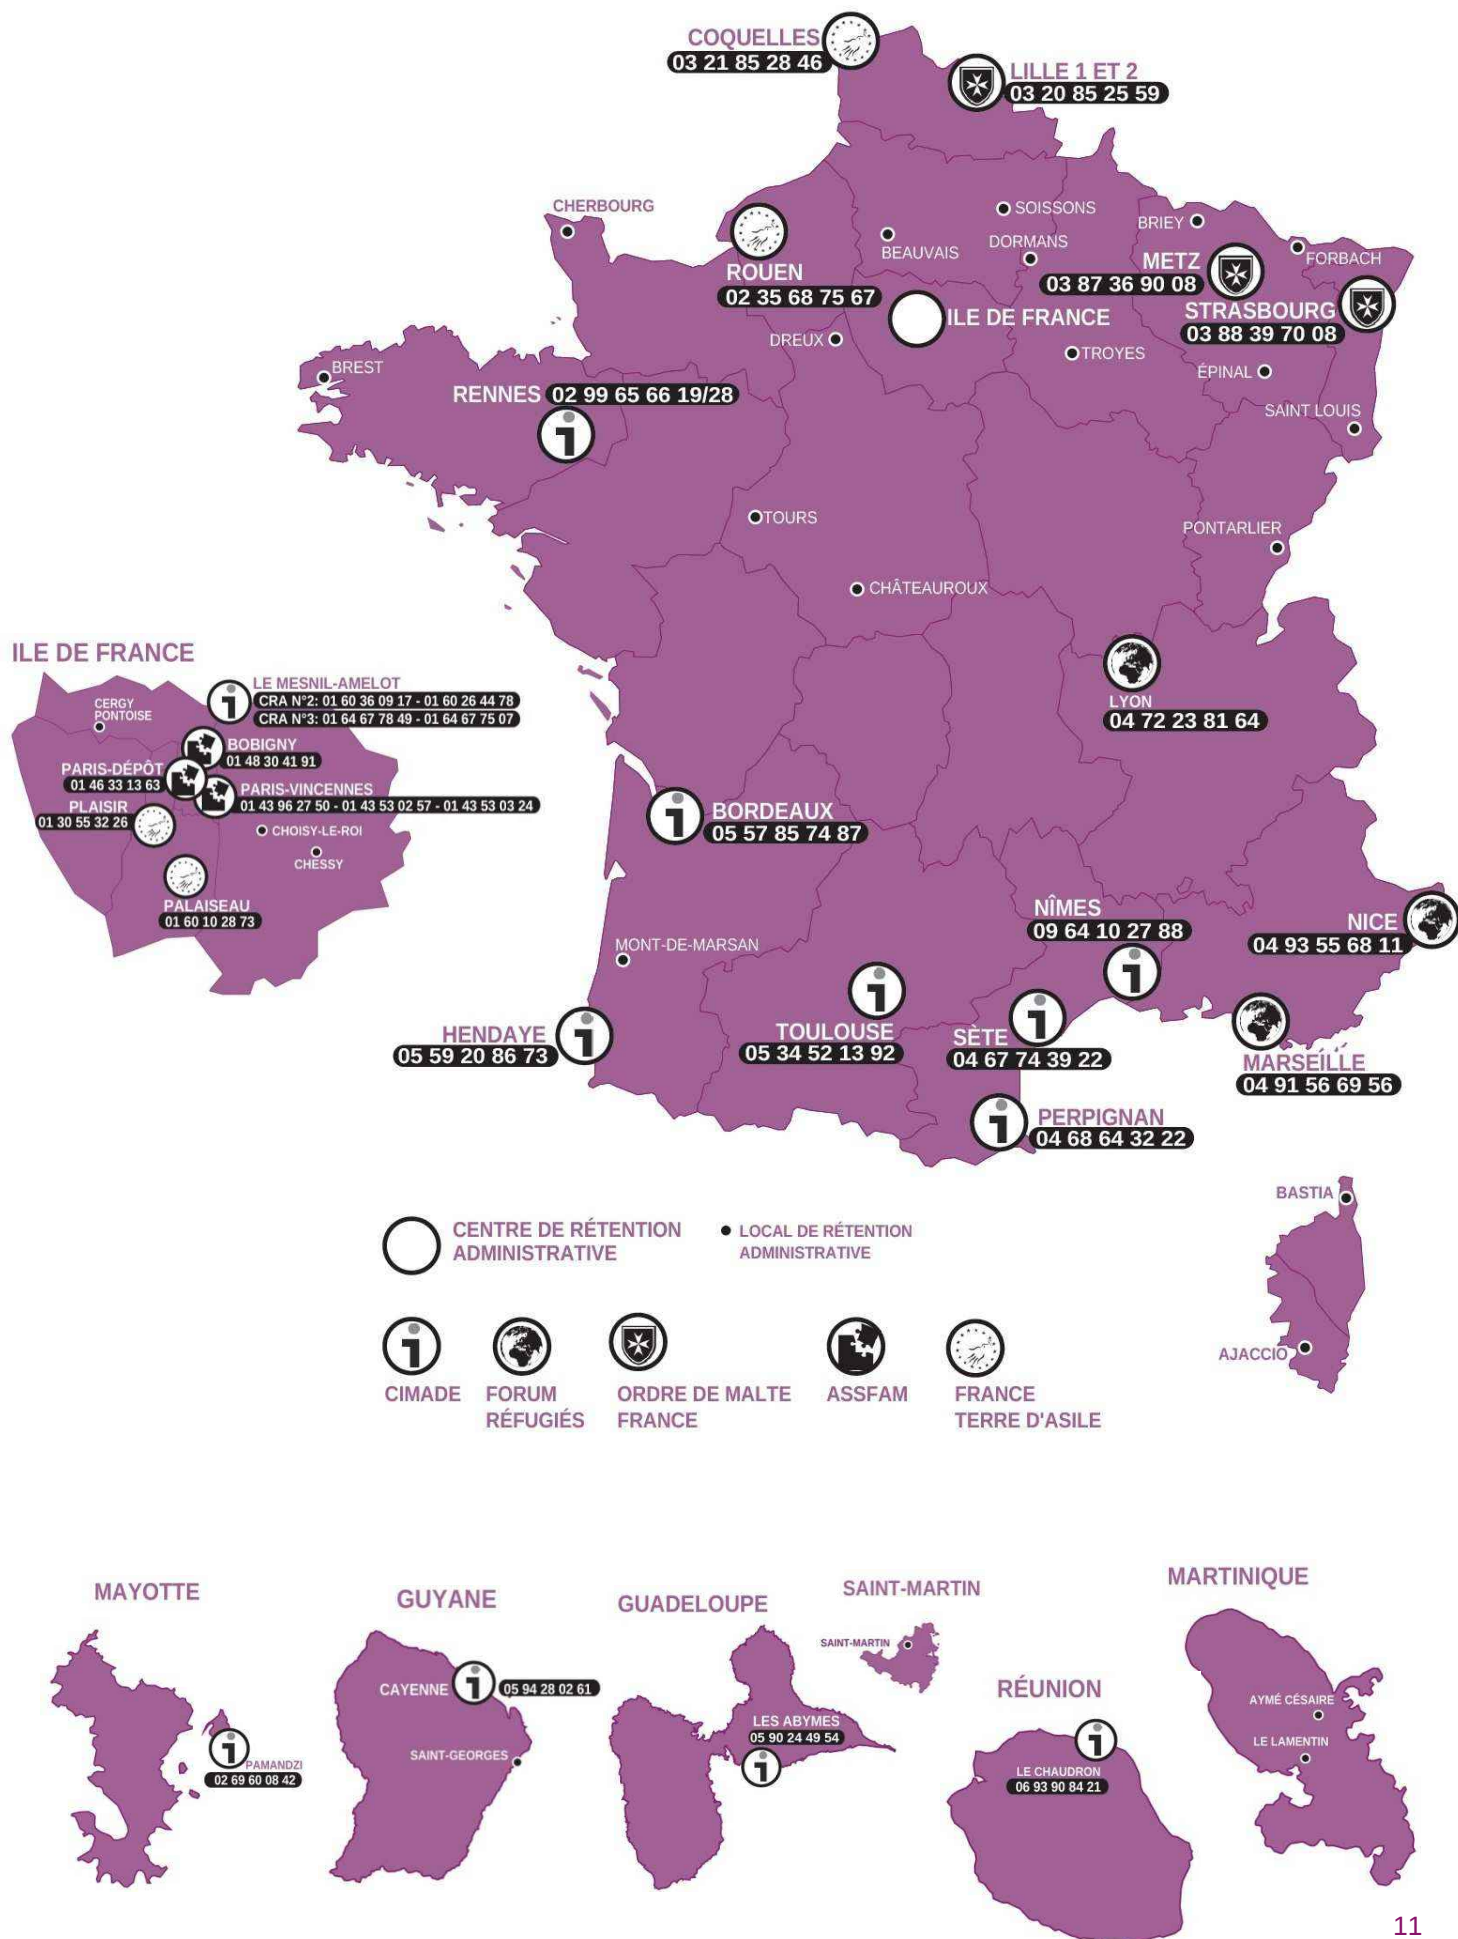 COQUELLES
03 21 85 28 46
LILLE 1 ET 2
03 20 85 25 59
CHERBOURG
SOISSONS
BRIEY
BEAUVAIS
DORMANS
FORBACH
ROUEN
02 35 68 75 67
METZ
03 87 36 90 08
STRASBOURG
03 88 39 70 08
ILE DE FRANCE
DREUX
TROYES
ÉPINAL
BREST
RENNES 02 99 65 66 19/28
SAINT LOUIS
TOURS
PONTARLIER
CHÂTEAUROUX
LYON
04 72 23 81 64
ILE DE FRANCE
LE MESNIL-AMELOT
CRA N°2: 01 60 36 09 17 - 01 60 26 44 78
CRA N°3: 01 64 67 78 49 - 01 64 67 75 07
CERGY
PONTOISE
BOBIGNY
01 48 30 41 91
PARIS-DÉPÔT
01 46 33 13 63
PARIS-VINCENNES
01 43 96 27 50 - 01 43 53 02 57 - 01 43 53 03 24
PLAISIR
01 30 55 32 26
CHOISY-LE-ROI
CHESSY
PALAISEAU
01 60 10 28 73
BORDEAUX
05 57 85 74 87
MONT-DE-MARSAN
NÎMES
09 64 10 27 88
NICE
04 93 55 68 11
HENDAYE
05 59 20 86 73
TOULOUSE
05 34 52 13 92
SÈTE
04 67 74 39 22
MARSEILLE
04 91 56 69 56
PERPIGNAN
04 68 64 32 22
BASTIA
AJACCIO
CENTRE DE RÉTENTION
ADMINISTRATIVE
LOCAL DE RÉTENTION
ADMINISTRATIVE
CIMADE
FORUM
RÉFUGIÉS
ORDRE DE MALTE
FRANCE
ASSFAM
FRANCE
TERRE D'ASILE
MAYOTTE
PAMANDZI
02 69 60 08 42
GUYANE
CAYENNE
05 94 28 02 61
SAINT-GEORGES
GUADELOUPE
LES ABYMES
05 90 24 49 54
SAINT-MARTIN
SAINT-MARTIN
RÉUNION
LE CHAUDRON
06 93 90 84 21
MARTINIQUE
AYMÉ CÉSAIRE
LE LAMENTIN
11